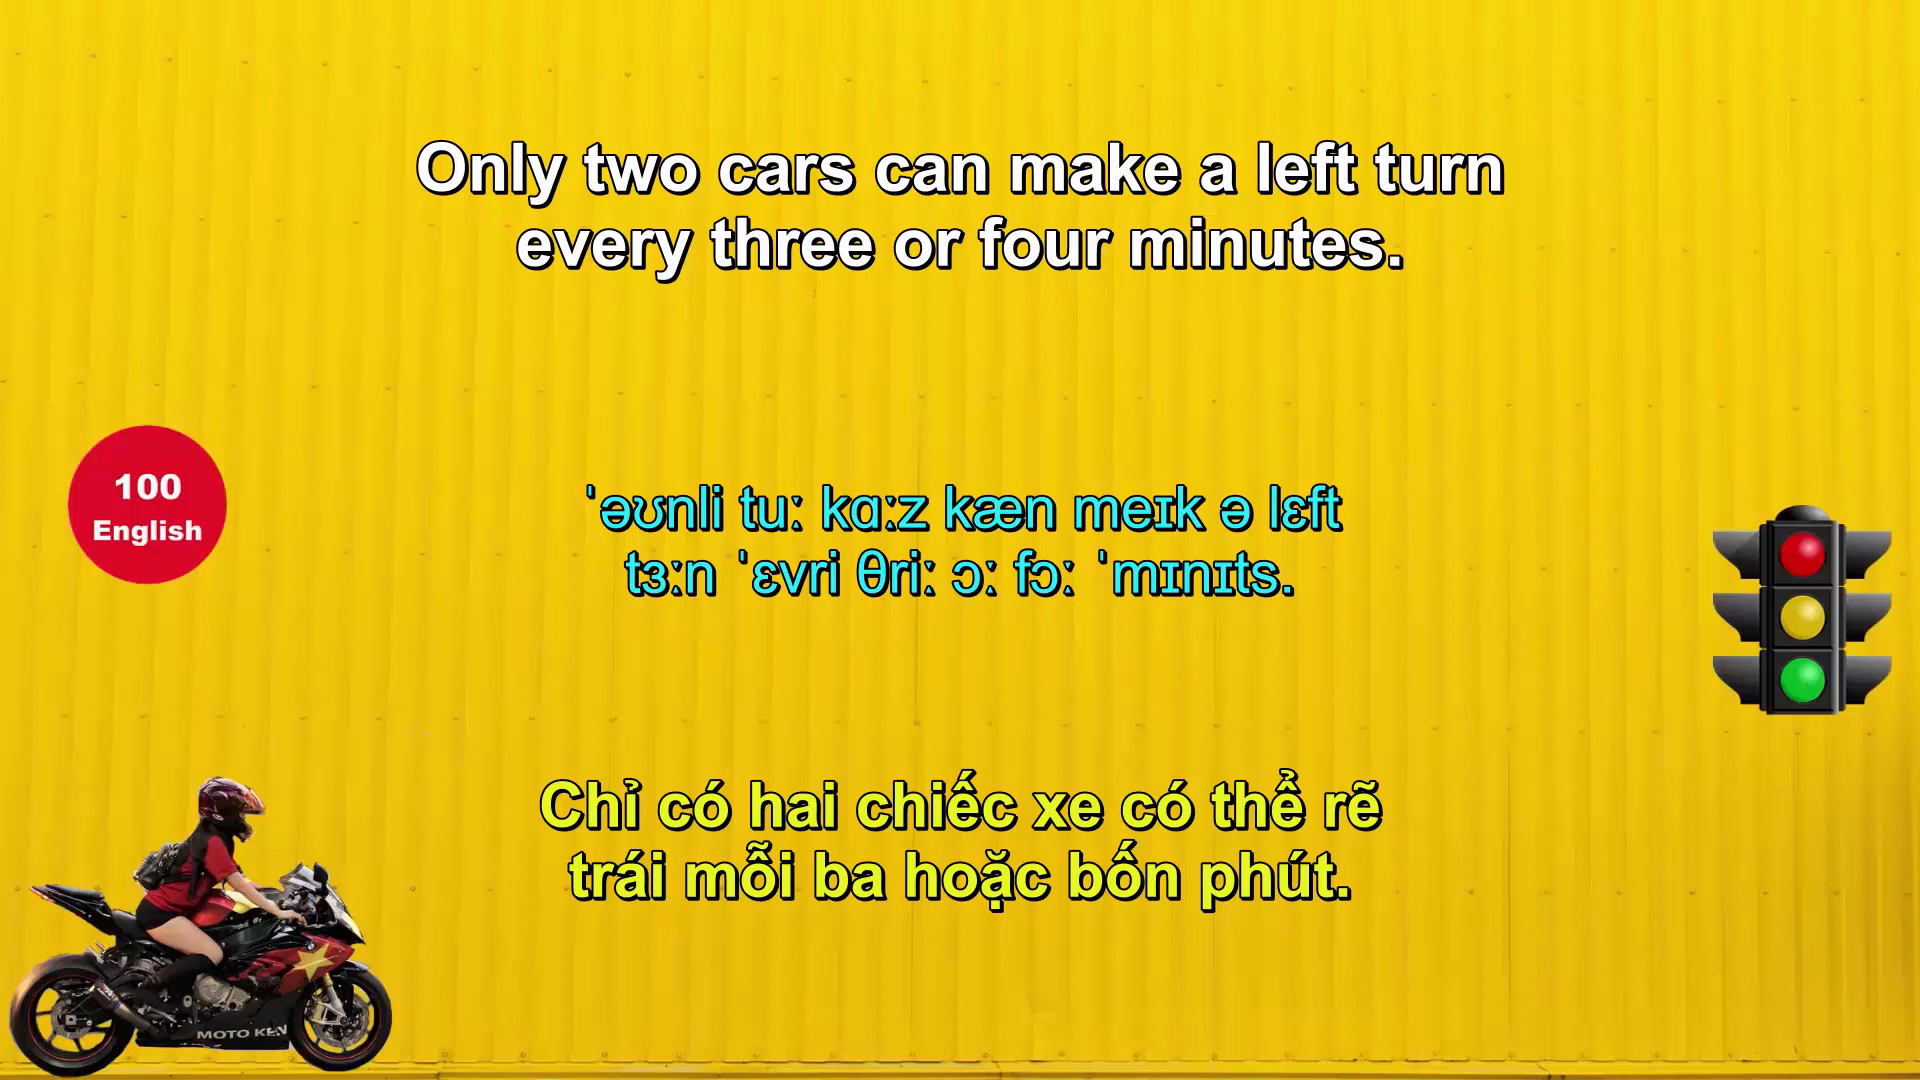 Only two cars can make a left turn
every three or four minutes.
100
English
ˈəʊnli tuː kɑːz kæn meɪk ə lɛft
tɜːn ˈɛvri θriː ɔː fɔː ˈmɪnɪts.
Chỉ có hai chiếc xe có thể rẽ
trái mỗi ba hoặc bốn phút.
MOTO KEN